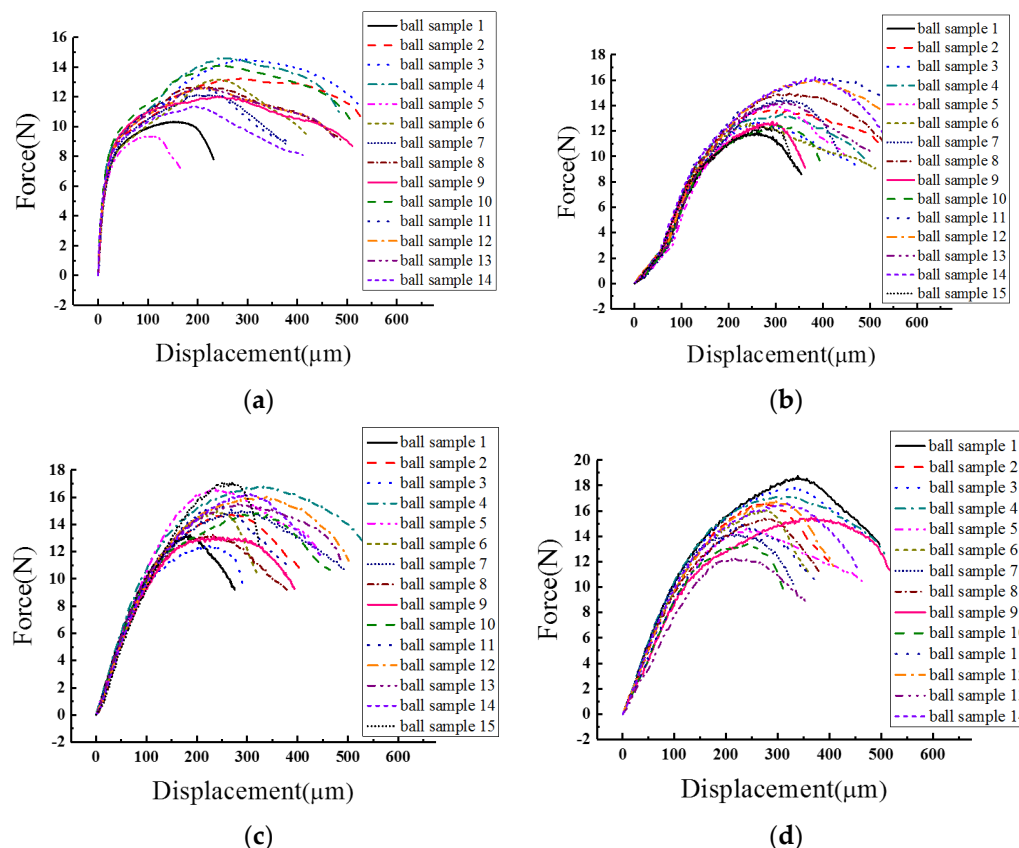 Force(N)
18
16
14
12
10
8
6
4
2
0
-2
0 100 200 300 400 500 600
Displacement(μm)
ball sample 1
ball sample 2
ball sample 3
ball sample 4
ball sample 5
ball sample 6
ball sample 7
ball sample 8
ball sample 9
ball sample 10
ball sample 11
ball sample 12
ball sample 13
ball sample 14
(a)
Force(N)
18
16
14
12
10
8
6
4
2
0
-2
0 100 200 300 400 500 600
Displacement(μm)
ball sample 1
ball sample 2
ball sample 3
ball sample 4
ball sample 5
ball sample 6
ball sample 7
ball sample 8
ball sample 9
ball sample 10
ball sample 11
ball sample 12
ball sample 13
ball sample 14
ball sample 15
(b)
Force(N)
18
16
14
12
10
8
6
4
2
0
-2
0 100 200 300 400 500 600
Displacement(μm)
ball sample 1
ball sample 2
ball sample 3
ball sample 4
ball sample 5
ball sample 6
ball sample 7
ball sample 8
ball sample 9
ball sample 10
ball sample 11
ball sample 12
ball sample 13
ball sample 14
ball sample 15
(c)
Force(N)
20
18
16
14
12
10
8
6
4
2
0
-2
0 100 200 300 400 500 600
Displacement(μm)
ball sample 1
ball sample 2
ball sample 3
ball sample 4
ball sample 5
ball sample 6
ball sample 7
ball sample 8
ball sample 9
ball sample
ball sample
ball sample
ball sample
ball sample
(d)